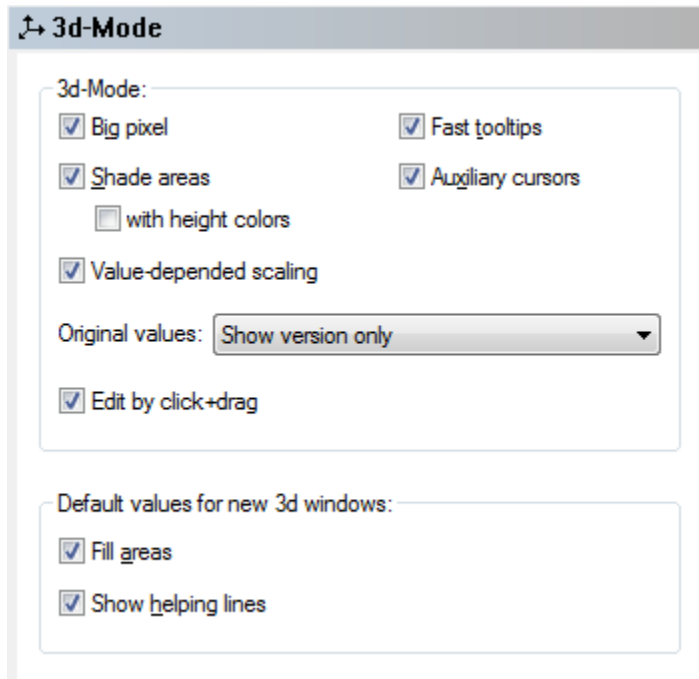 3d-Mode
3d-Mode:
Big pixel
Fast tooltips
Shade areas
Auxiliary cursors
with height colors
Value-depended scaling
Original values: Show version only
Edit by click+drag
Default values for new 3d windows:
Fill areas
Show helping lines